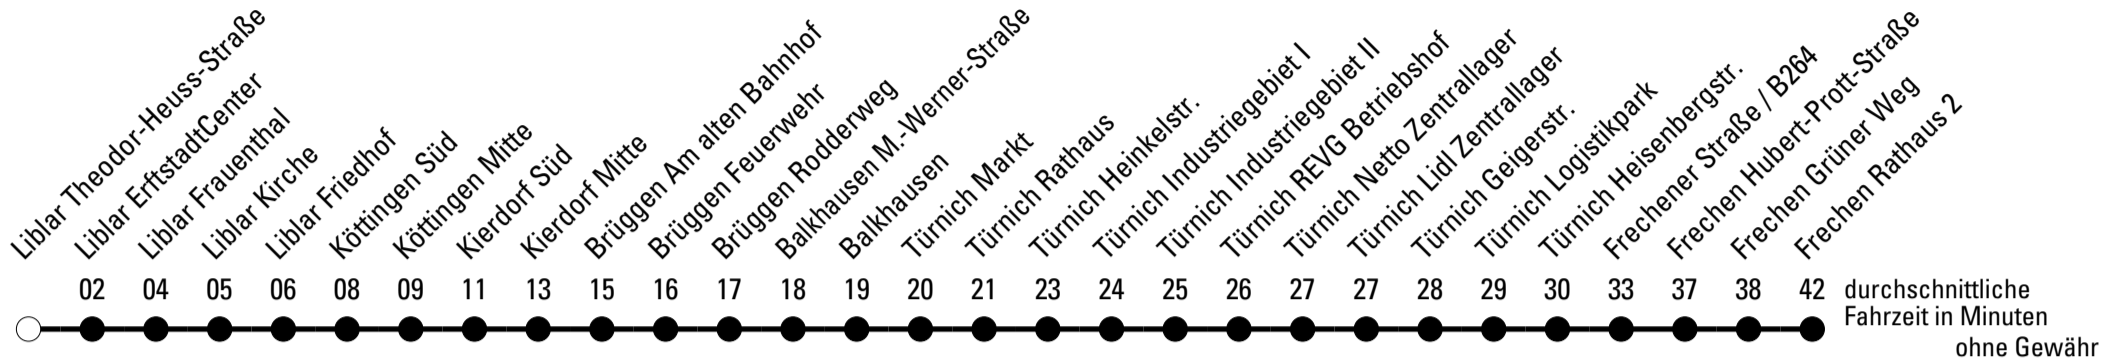 Liblar Theodor-Heuss-Straße
Liblar ErftstadtCenter
Liblar Frauenthal
Liblar Kirche
Liblar Friedhof
Köttingen Süd
Köttingen Mitte
Kierdorf Süd
Kierdorf Mitte
Brüggen Am alten Bahnhof
Brüggen Feuerwehr
Brüggen Rodderweg
Balkhausen M.-Werner-Straße
Balkhausen
Türnich Markt
Türnich Rathaus
Türnich Heinkelstr.
Türnich Industriegebiet I
Türnich Industriegebiet II
Türnich REVG Betriebshof
Türnich Netto Zentrallager
Türnich Lidl Zentrallager
Türnich Geigerstr.
Türnich Logistikpark
Türnich Heisenbergstr.
Frechener Straße / B264
Frechen Hubert-Prott-Straße
Frechen Grüner Weg
Frechen Rathaus 2
02 04 05 06 08 09 11 13 15 16 17 18 19 20 21 23 24 25 26 27 27 28 29 30 33 37 38 42 durchschnittliche
Fahrzeit in Minuten
ohne Gewähr